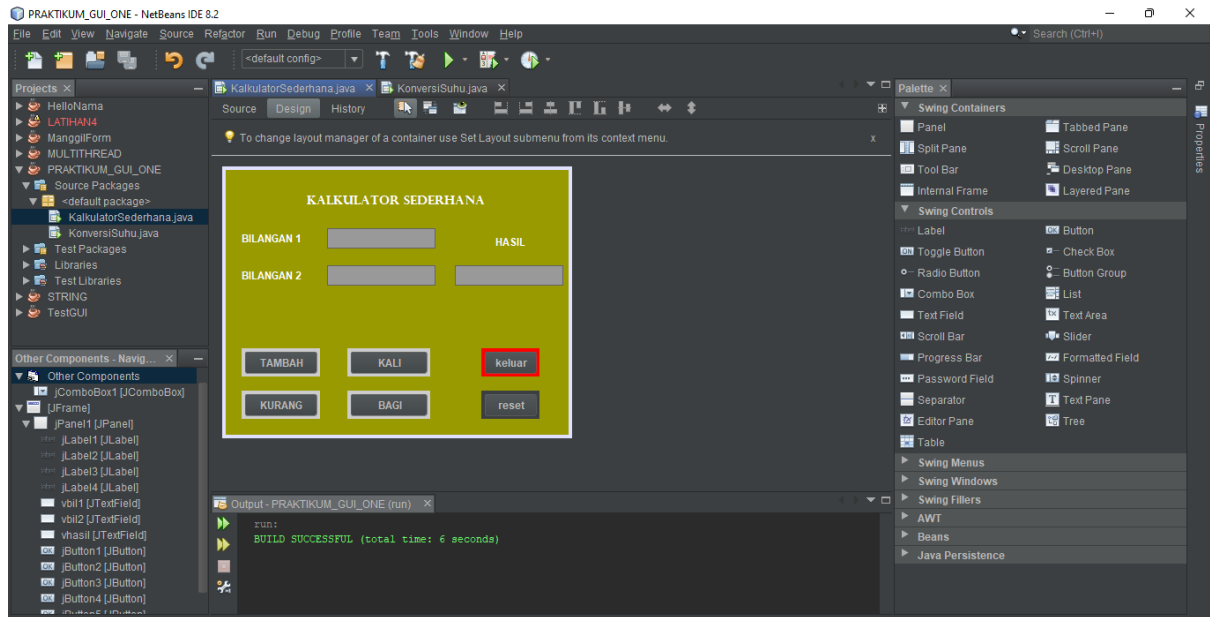 PRAKTIKUM_GUI_ONE - NetBeans IDE 8.2
File Edit View Navigate Source Refactor Run Debug Profile Team Tools Window Help
Search (Ctrl+I)
<default config>
Projects
HelloNama
LATIHAN4
ManggilForm
MULTITHREAD
PRAKTIKUM_GUI_ONE
Source Packages
<default package>
KalkulatorSederhana.java
KonversiSuhu.java
Test Packages
Libraries
Test Libraries
STRING
TestGUI
Other Components - Navig...
Other Components
jComboBox1 [JComboBox]
[JFrame]
jPanel1 [JPanel]
jLabel1 [JLabel]
jLabel2 [JLabel]
jLabel3 [JLabel]
jLabel4 [JLabel]
vbil1 [JTextField]
vbil2 [JTextField]
vhasil [JTextField]
jButton1 [JButton]
jButton2 [JButton]
jButton3 [JButton]
jButton4 [JButton]
jButton5 [JButton]
KalkulatorSederhana.java KonversiSuhu.java
Source Design History
To change layout manager of a container use Set Layout submenu from its context menu.
KALKULATOR SEDERHANA
BILANGAN 1
HASIL
BILANGAN 2
TAMBAH KALI keluar
KURANG BAGI reset
Output - PRAKTIKUM_GUI_ONE (run)
run:
BUILD SUCCESSFUL (total time: 6 seconds)
Palette
Swing Containers
Panel Tabbed Pane
Split Pane Scroll Pane
Tool Bar Desktop Pane
Internal Frame Layered Pane
Swing Controls
Label Button
Toggle Button Check Box
Radio Button Button Group
Combo Box List
Text Field Text Area
Scroll Bar Slider
Progress Bar Formatted Field
Password Field Spinner
Separator Text Pane
Editor Pane Tree
Table
Swing Menus
Swing Windows
Swing Fillers
AWT
Beans
Java Persistence
Properties